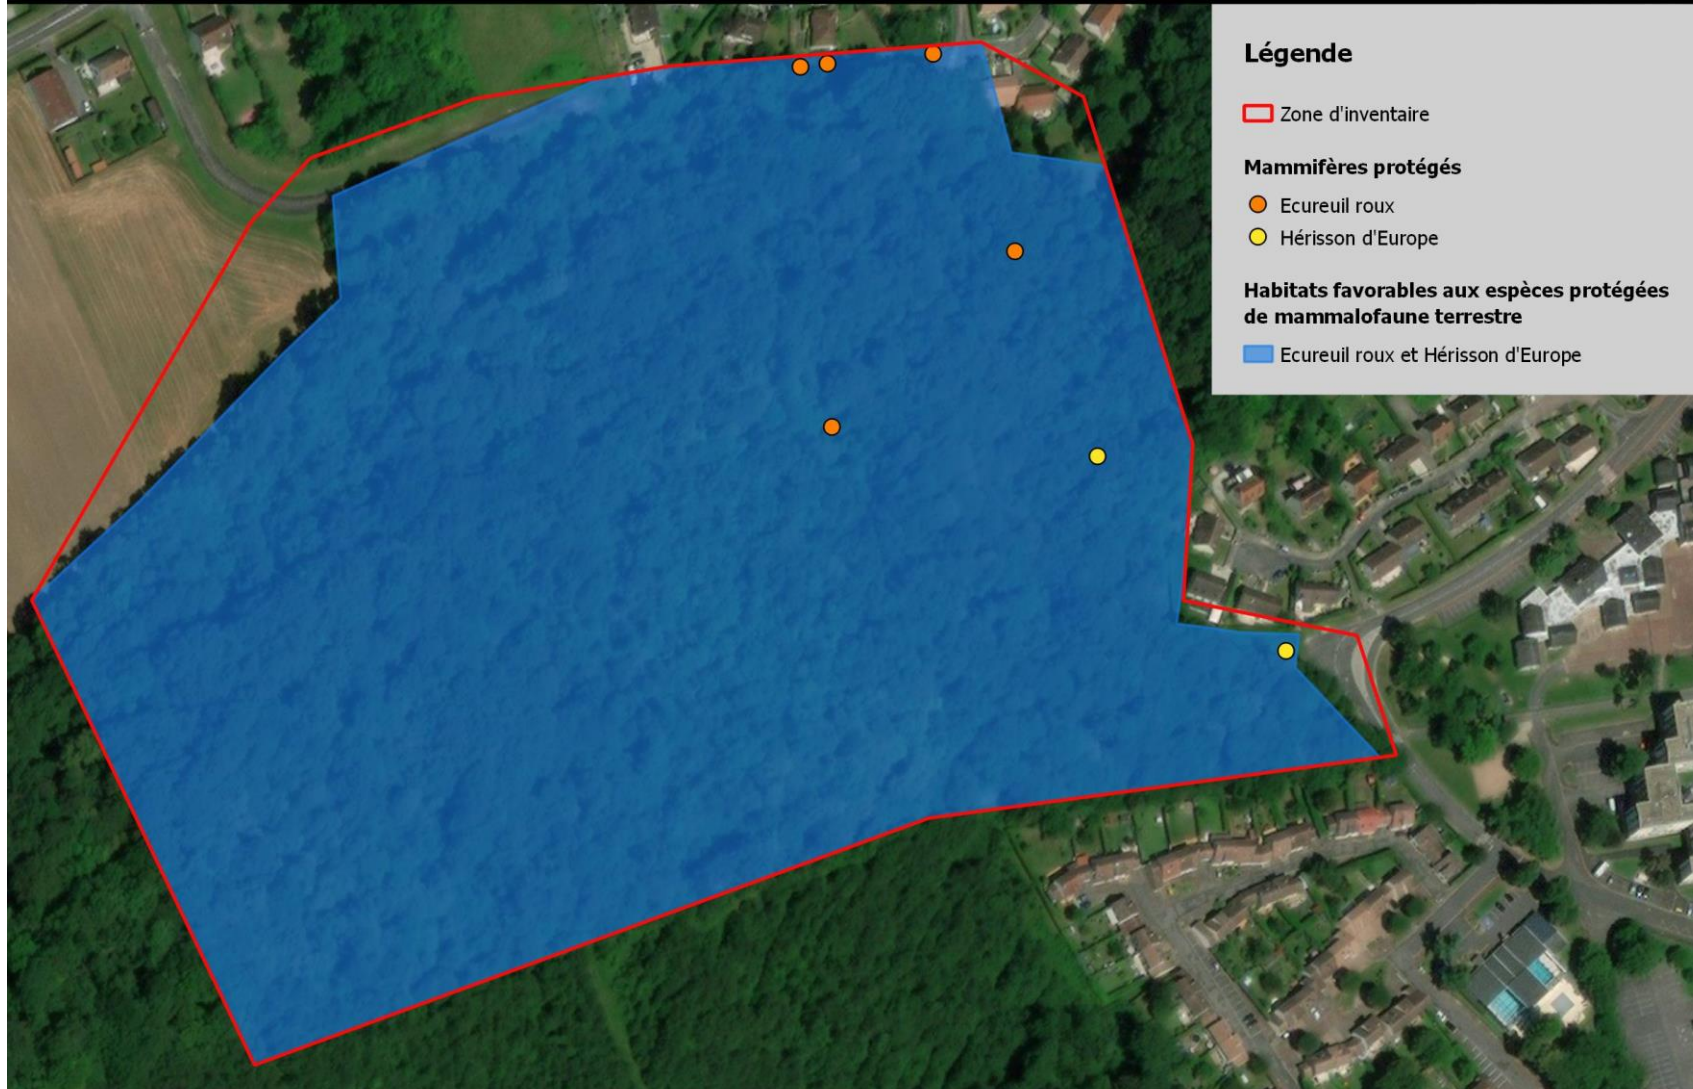 Légende
Zone d'inventaire
Mammifères protégés
Ecureuil roux
Hérisson d'Europe
Habitats favorables aux espèces protégées
de mammalofaune terrestre
Ecureuil roux et Hérisson d'Europe